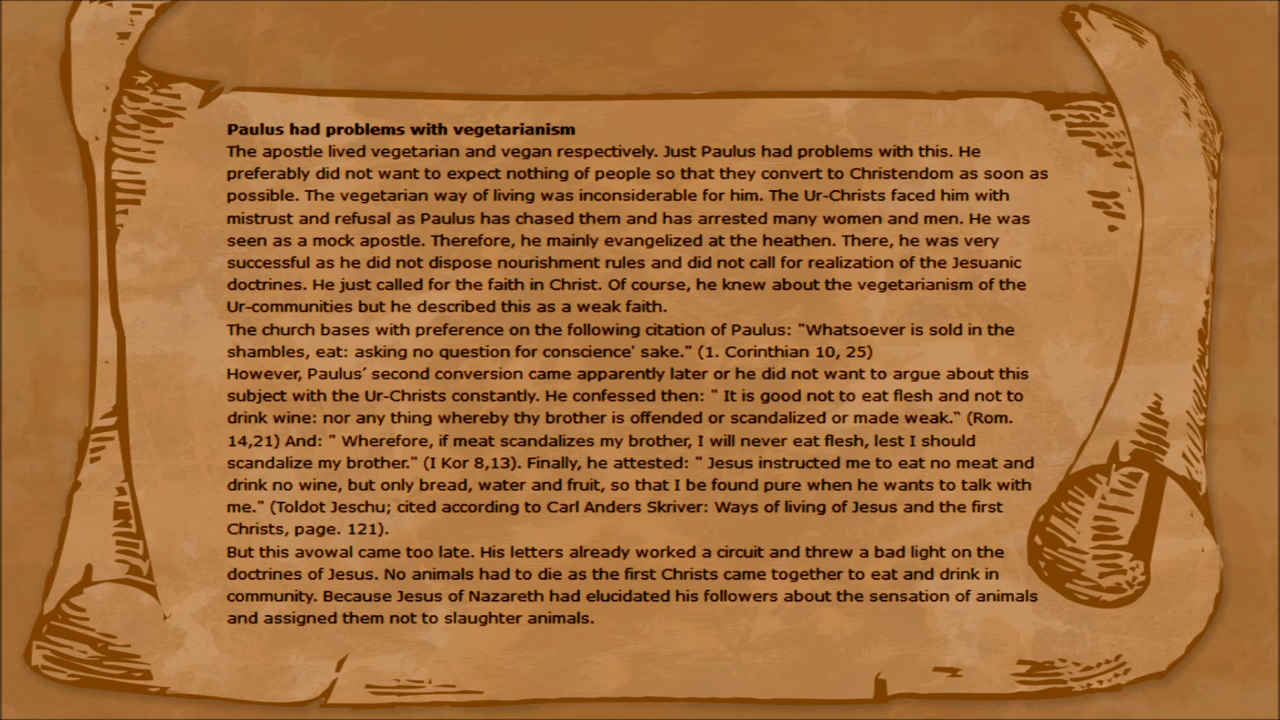 Paulus had problems with vegetarianism
The apostle lived vegetarian and vegan respectively. Just Paulus had problems with this. He
preferably did not want to expect nothing of people so that they convert to Christendom as soon as
possible. The vegetarian way of living was inconsiderable for him. The Ur-Christs faced him with
mistrust and refusal as Paulus has chased them and has arrested many women and men. He was
seen as a mock apostle. Therefore, he mainly evangelized at the heathen. There, he was very
successful as he did not dispose nourishment rules and did not call for realization of the Jesuanic
doctrines. He just called for the faith in Christ. Of course, he knew about the vegetarianism of the
Ur-communities but he described this as a weak faith.
The church bases with preference on the following citation of Paulus: "Whatsoever is sold in the
shambles, eat: asking no question for conscience' sake." (1. Corinthian 10, 25)
However, Paulus´ second conversion came apparently later or he did not want to argue about this
subject with the Ur-Christs constantly. He confessed then: " It is good not to eat flesh and not to
drink wine: nor any thing whereby thy brother is offended or scandalized or made weak.“ (Rom.
14,21) And: " Wherefore, if meat scandalizes my brother, I will never eat flesh, lest I should
scandalize my brother." (I Kor 8,13). Finally, he attested: " Jesus instructed me to eat no meat and
drink no wine, but only bread, water and fruit, so that I be found pure when he wants to talk with
me." (Toldot Jeschu; cited according to Carl Anders Skriver: Ways of living of Jesus and the first
Christs, page. 121).
But this avowal came too late. His letters already worked a circuit and threw a bad light on the
doctrines of Jesus. No animals had to die as the first Christs came together to eat and drink in
community. Because Jesus of Nazareth had elucidated his followers about the sensation of animals
and assigned them not to slaughter animals.